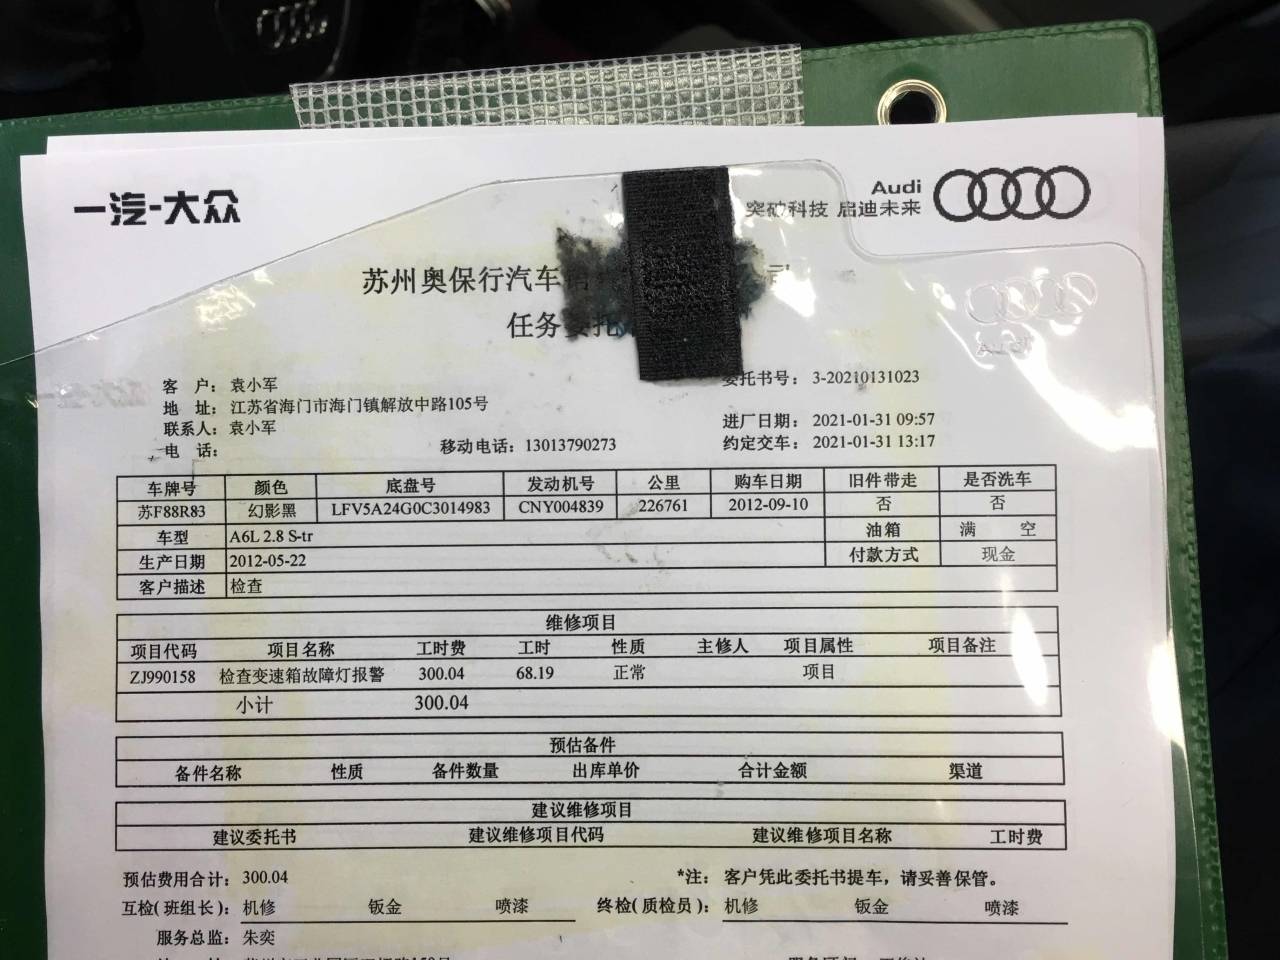 一汽-大众
Audi
突破科技 启迪未来
苏州奥保行汽车
任务委托
客 户： 袁小军 委托书号： 3-20210131023
地 址： 江苏省海门市海门镇解放中路105号
联系人： 袁小军 进厂日期： 2021-01-31 09:57
电 话： 移动电话： 13013790273 约定交车： 2021-01-31 13:17
车牌号 颜色 底盘号 发动机号 公里 购车日期 旧件带走 是否洗车
苏F88R83 幻影黑 LFV5A24G0C3014983 CNY004839 226761 2012-09-10 否 否
车型 A6L 2.8 S-tr 油箱 满 空
生产日期 2012-05-22 付款方式 现金
客户描述 检查
维修项目
项目代码 项目名称 工时费 工时 性质 主修人 项目属性 项目备注
ZJ990158 检查变速箱故障灯报警 300.04 68.19 正常 项目
小计 300.04
预估备件
备件名称 性质 备件数量 出库单价 合计金额 渠道
建议维修项目
建议委托书 建议维修项目代码 建议维修项目名称 工时费
预估费用合计： 300.04 *注： 客户凭此委托书提车，请妥善保管。
互检(班组长)： 机修 钣金 喷漆 终检(质检员)： 机修 钣金 喷漆
服务总监： 朱奕